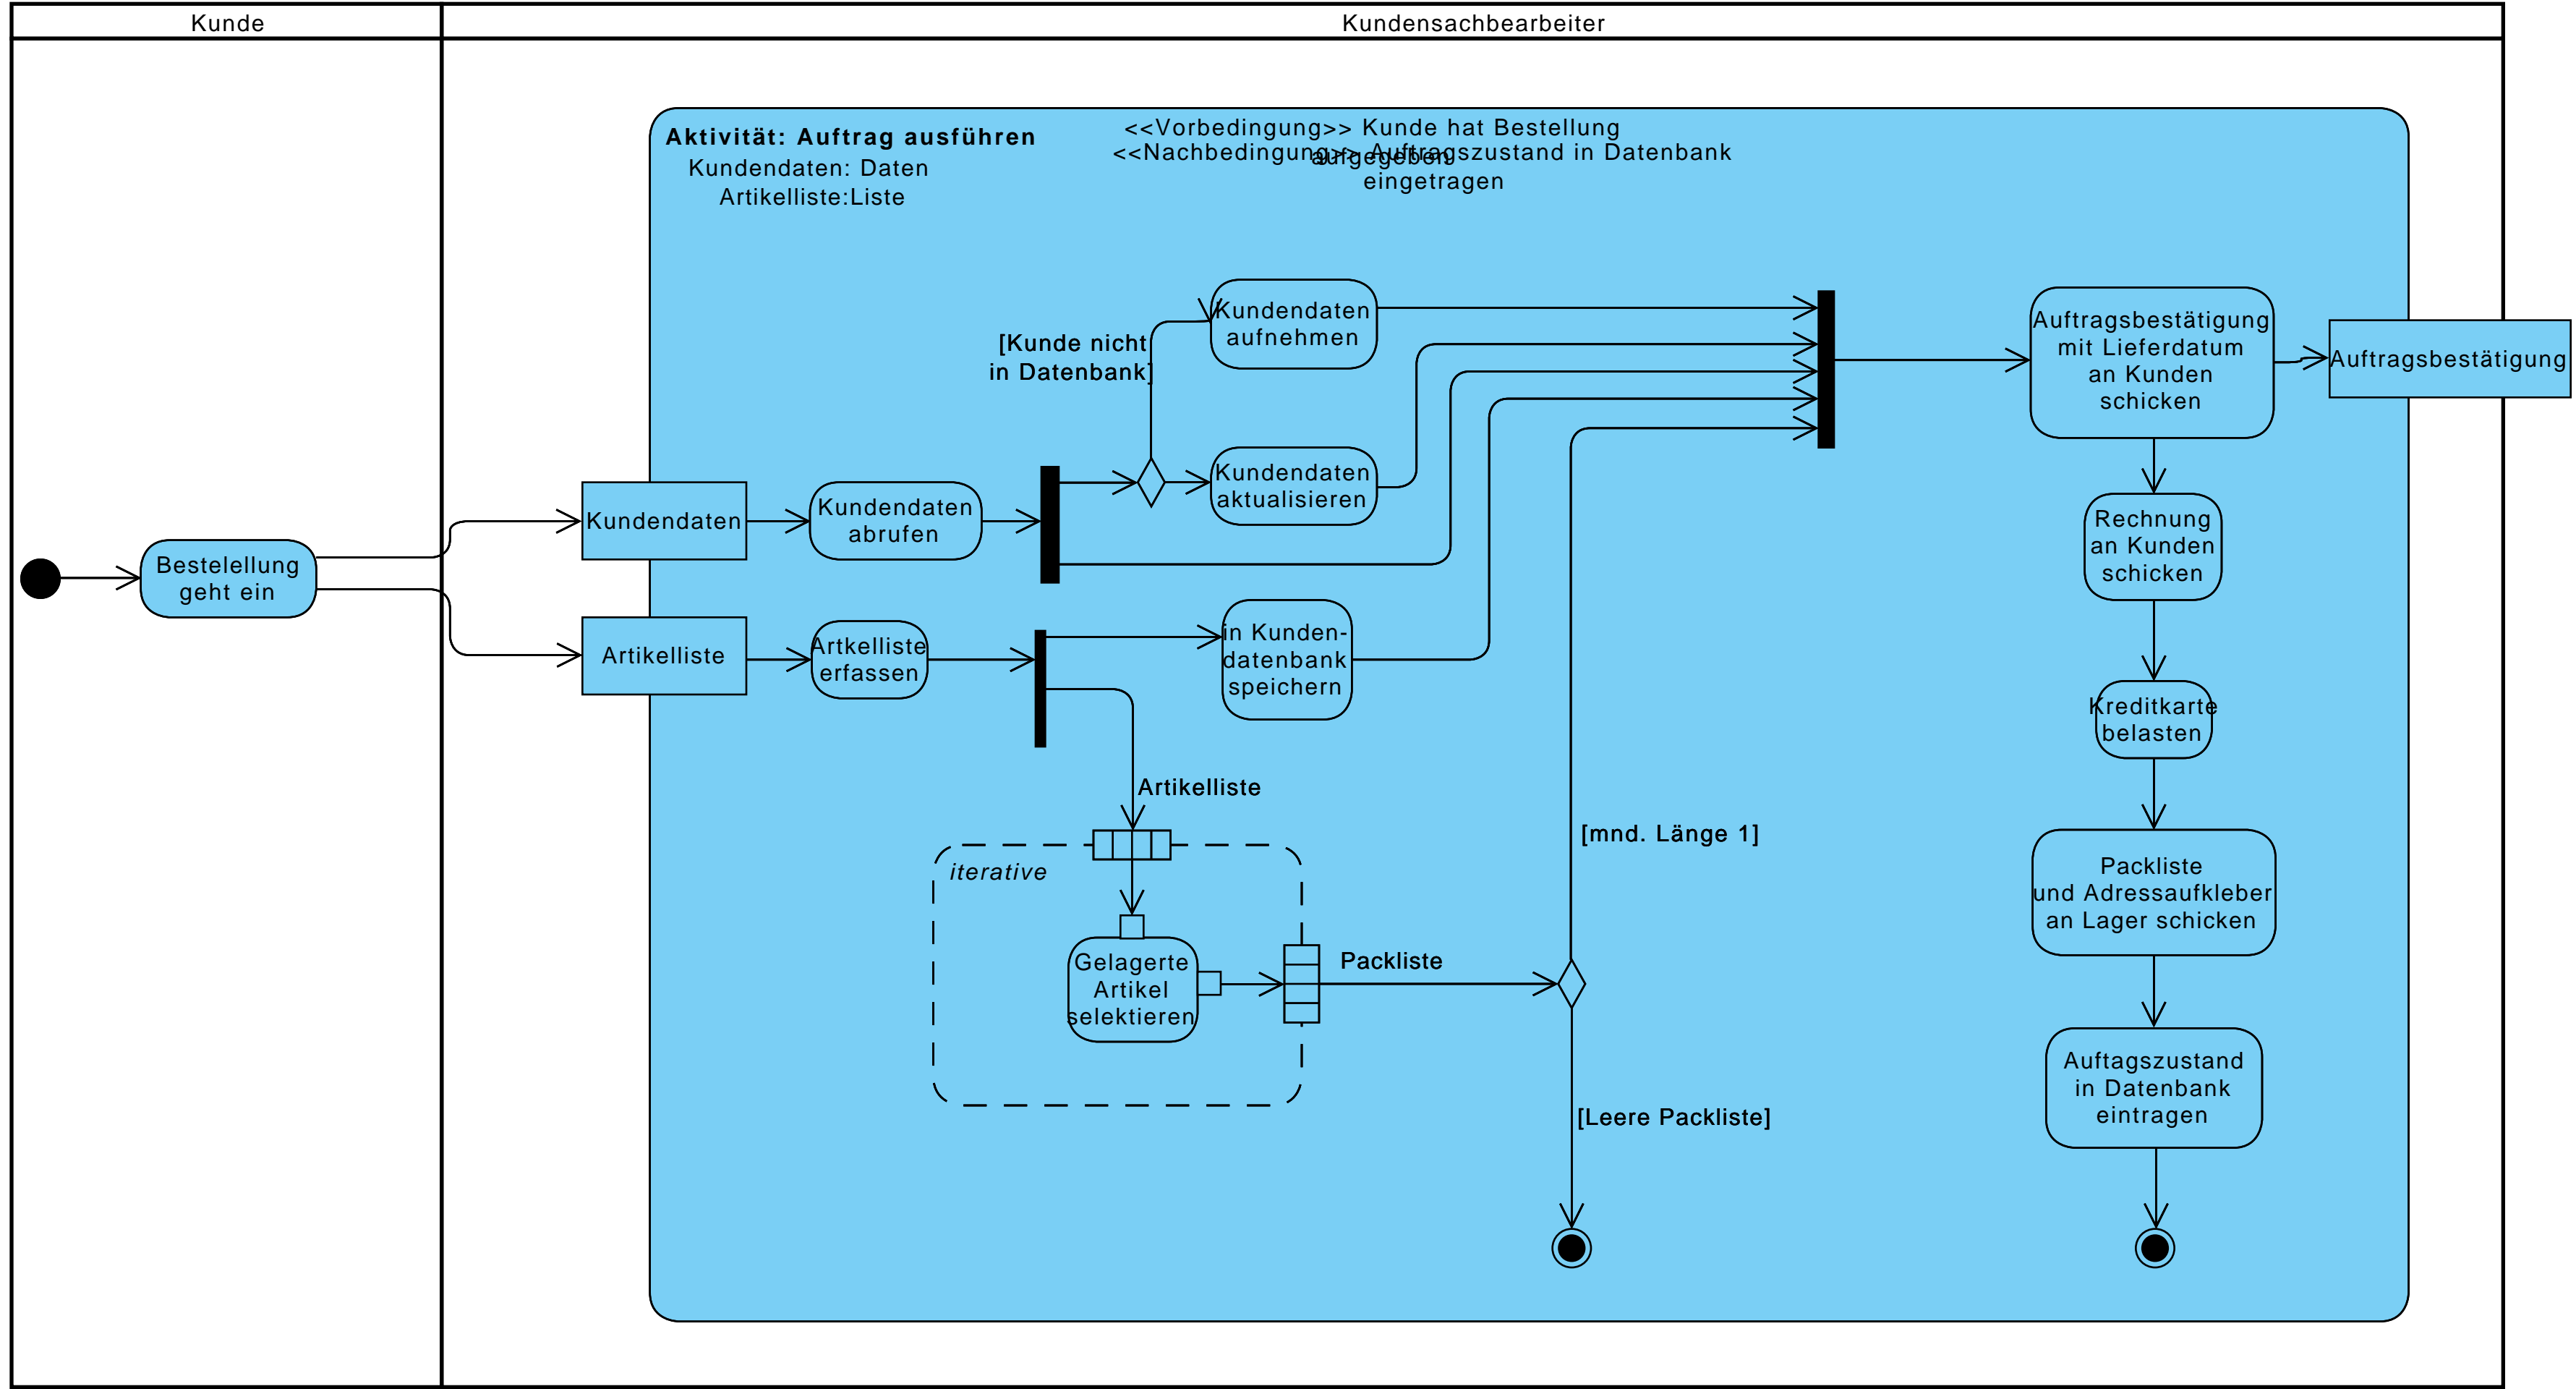 Kunde
Kundensachbearbeiter
Aktivität: Auftrag ausführen
Kundendaten: Daten
Artikelliste:Liste
<<Vorbedingung>> Kunde hat Bestellung
aufgegeben
<<Nachbedingung>> Auftragszustand in Datenbank
eingetragen
[Kunde nicht
in Datenbank]
Kundendaten
aufnehmen
Kundendaten
aktualisieren
Kundendaten
Kundendaten
abrufen
Bestelellung
geht ein
Artikelliste
Artkelliste
erfassen
in Kunden-
datenbank
speichern
Artikelliste
iterative
Gelagerte
Artikel
selektieren
Packliste
[mnd. Länge 1]
[Leere Packliste]
Auftragsbestätigung
mit Lieferdatum
an Kunden
schicken
Auftragsbestätigung
Rechnung
an Kunden
schicken
Kreditkarte
belasten
Packliste
und Adressaufkleber
an Lager schicken
Auftagszustand
in Datenbank
eintragen